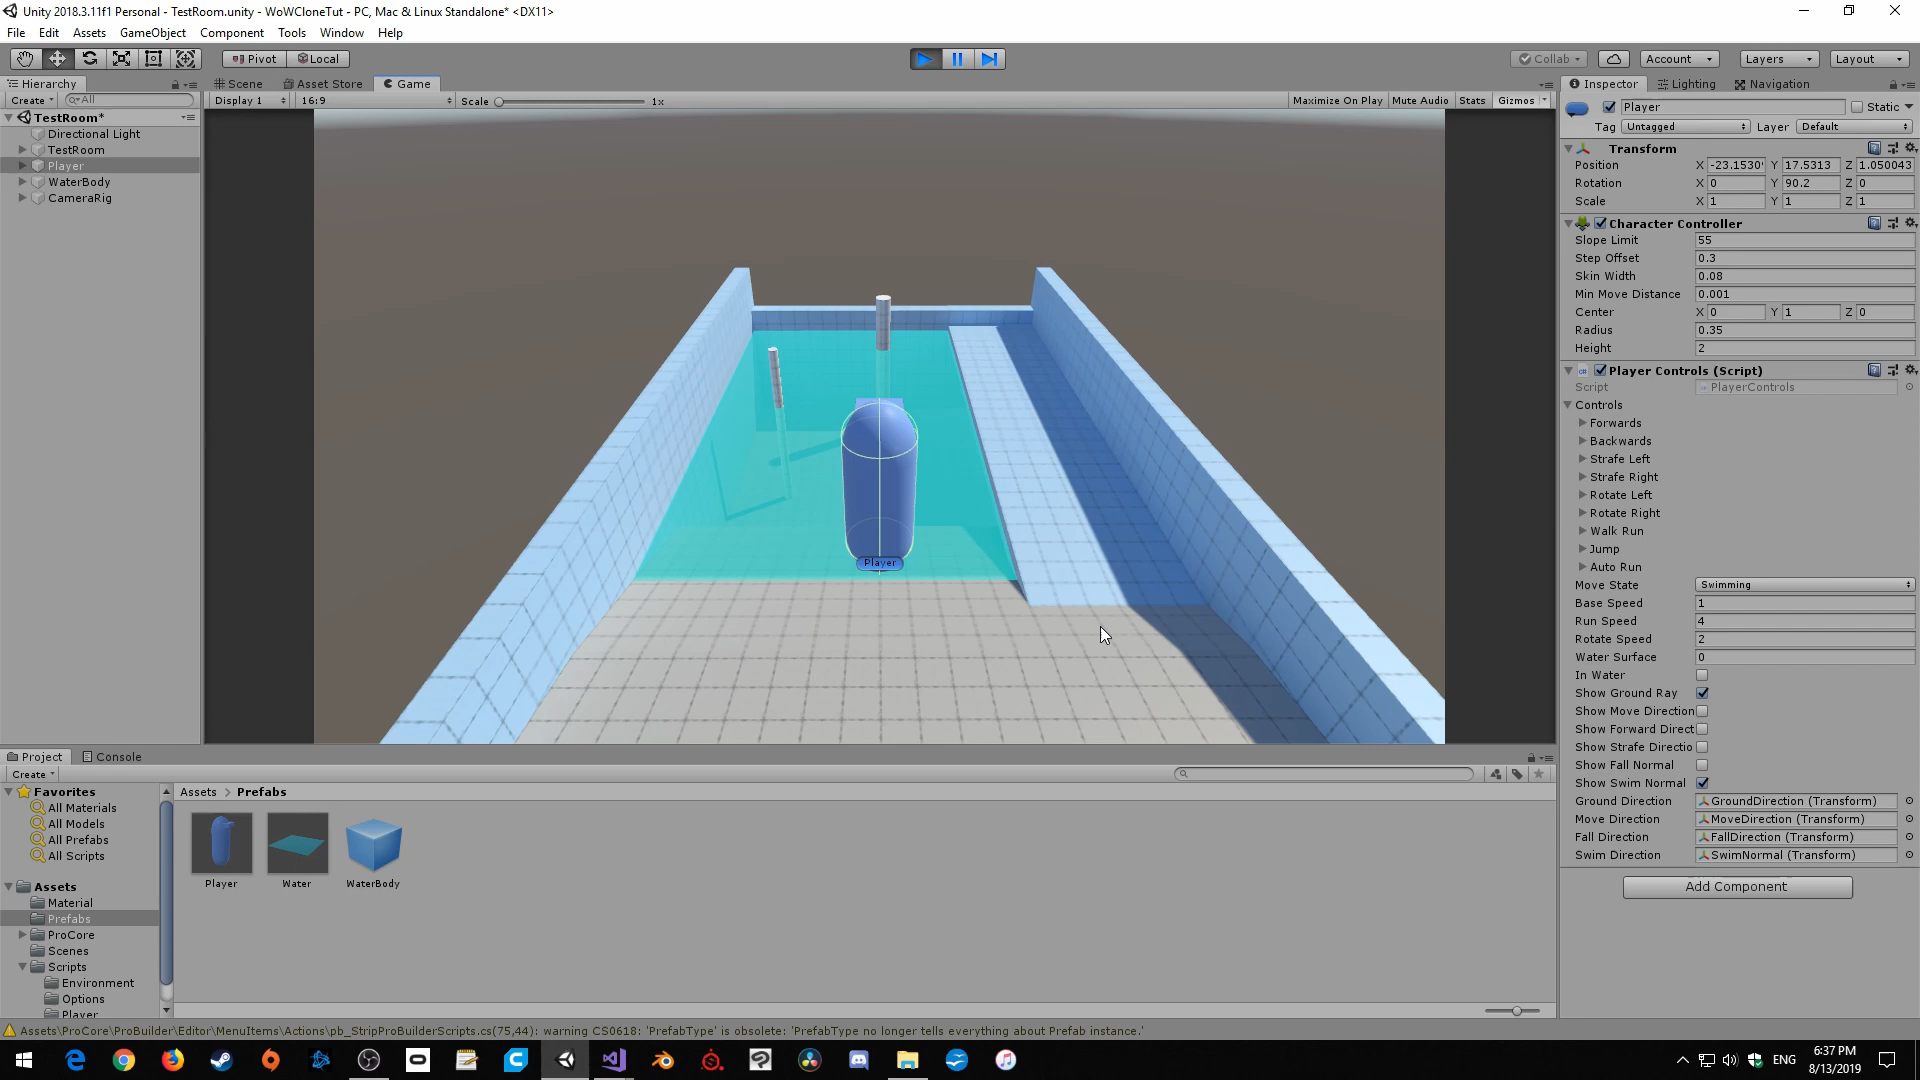 Unity 2018.3.11f1 Personal - TestRoom.unity - WoWCloneTut - PC, Mac & Linux Standalone* <DX11>
File Edit Assets GameObject Component Tools Window Help
Pivot Local Collab Account Layers Layout
Hierarchy Scene Asset Store Game Inspector Lighting Navigation
Create All Display 1 16:9 Scale 1x Maximize On Play Mute Audio Stats Gizmos
TestRoom*
Directional Light
TestRoom
Player
WaterBody
CameraRig
Player
Player Static
Tag Untagged Layer Default
Transform
Position X -23.1530 Y 17.5313 Z 1.050043
Rotation X 0 Y 90.2 Z 0
Scale X 1 Y 1 Z 1
Character Controller
Slope Limit 55
Step Offset 0.3
Skin Width 0.08
Min Move Distance 0.001
Center X 0 Y 1 Z 0
Radius 0.35
Height 2
Player Controls (Script)
Script PlayerControls
Controls
Forwards
Backwards
Strafe Left
Strafe Right
Rotate Left
Rotate Right
Walk Run
Jump
Auto Run
Move State Swimming
Base Speed 1
Run Speed 4
Rotate Speed 2
Water Surface 0
In Water
Show Ground Ray
Show Move Direction
Show Forward Direct
Show Strafe Directio
Show Fall Normal
Show Swim Normal
Ground Direction GroundDirection (Transform)
Move Direction MoveDirection (Transform)
Fall Direction FallDirection (Transform)
Swim Direction SwimNormal (Transform)
Add Component
Project Console
Create
Favorites
All Materials
All Models
All Prefabs
All Scripts
Assets
Material
Prefabs
ProCore
Scenes
Scripts
Environment
Options
Player
Assets > Prefabs
Player Water WaterBody
Assets\ProCore\ProBuilder\Editor\MenuItems\Actions\pb_StripProBuilderScripts.cs(75,44): warning CS0618: 'PrefabType' is obsolete: 'PrefabType no longer tells everything about Prefab instance.'
ENG 6:37 PM
8/13/2019